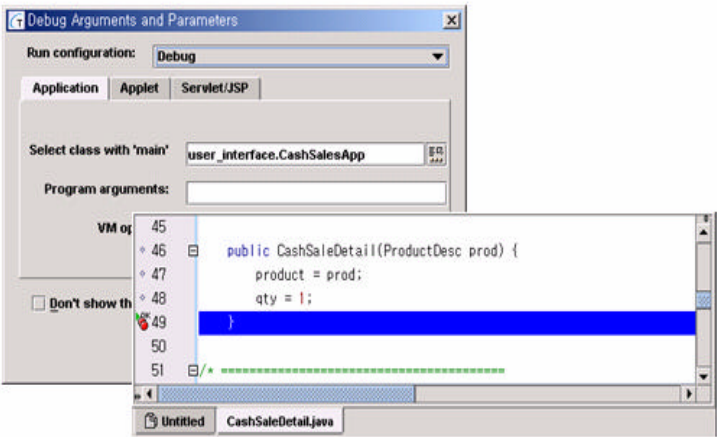 Debug Arguments and Parameters
Run configuration: Debug
Application Applet Servlet/JSP
Select class with 'main' user_interface.CashSalesApp
Program arguments:
VM op
Don't show th
45
46 public CashSaleDetail(ProductDesc prod) {
47 product = prod;
48 qty = 1;
49 }
50
51 /* ========================================
Untitled CashSaleDetail.java